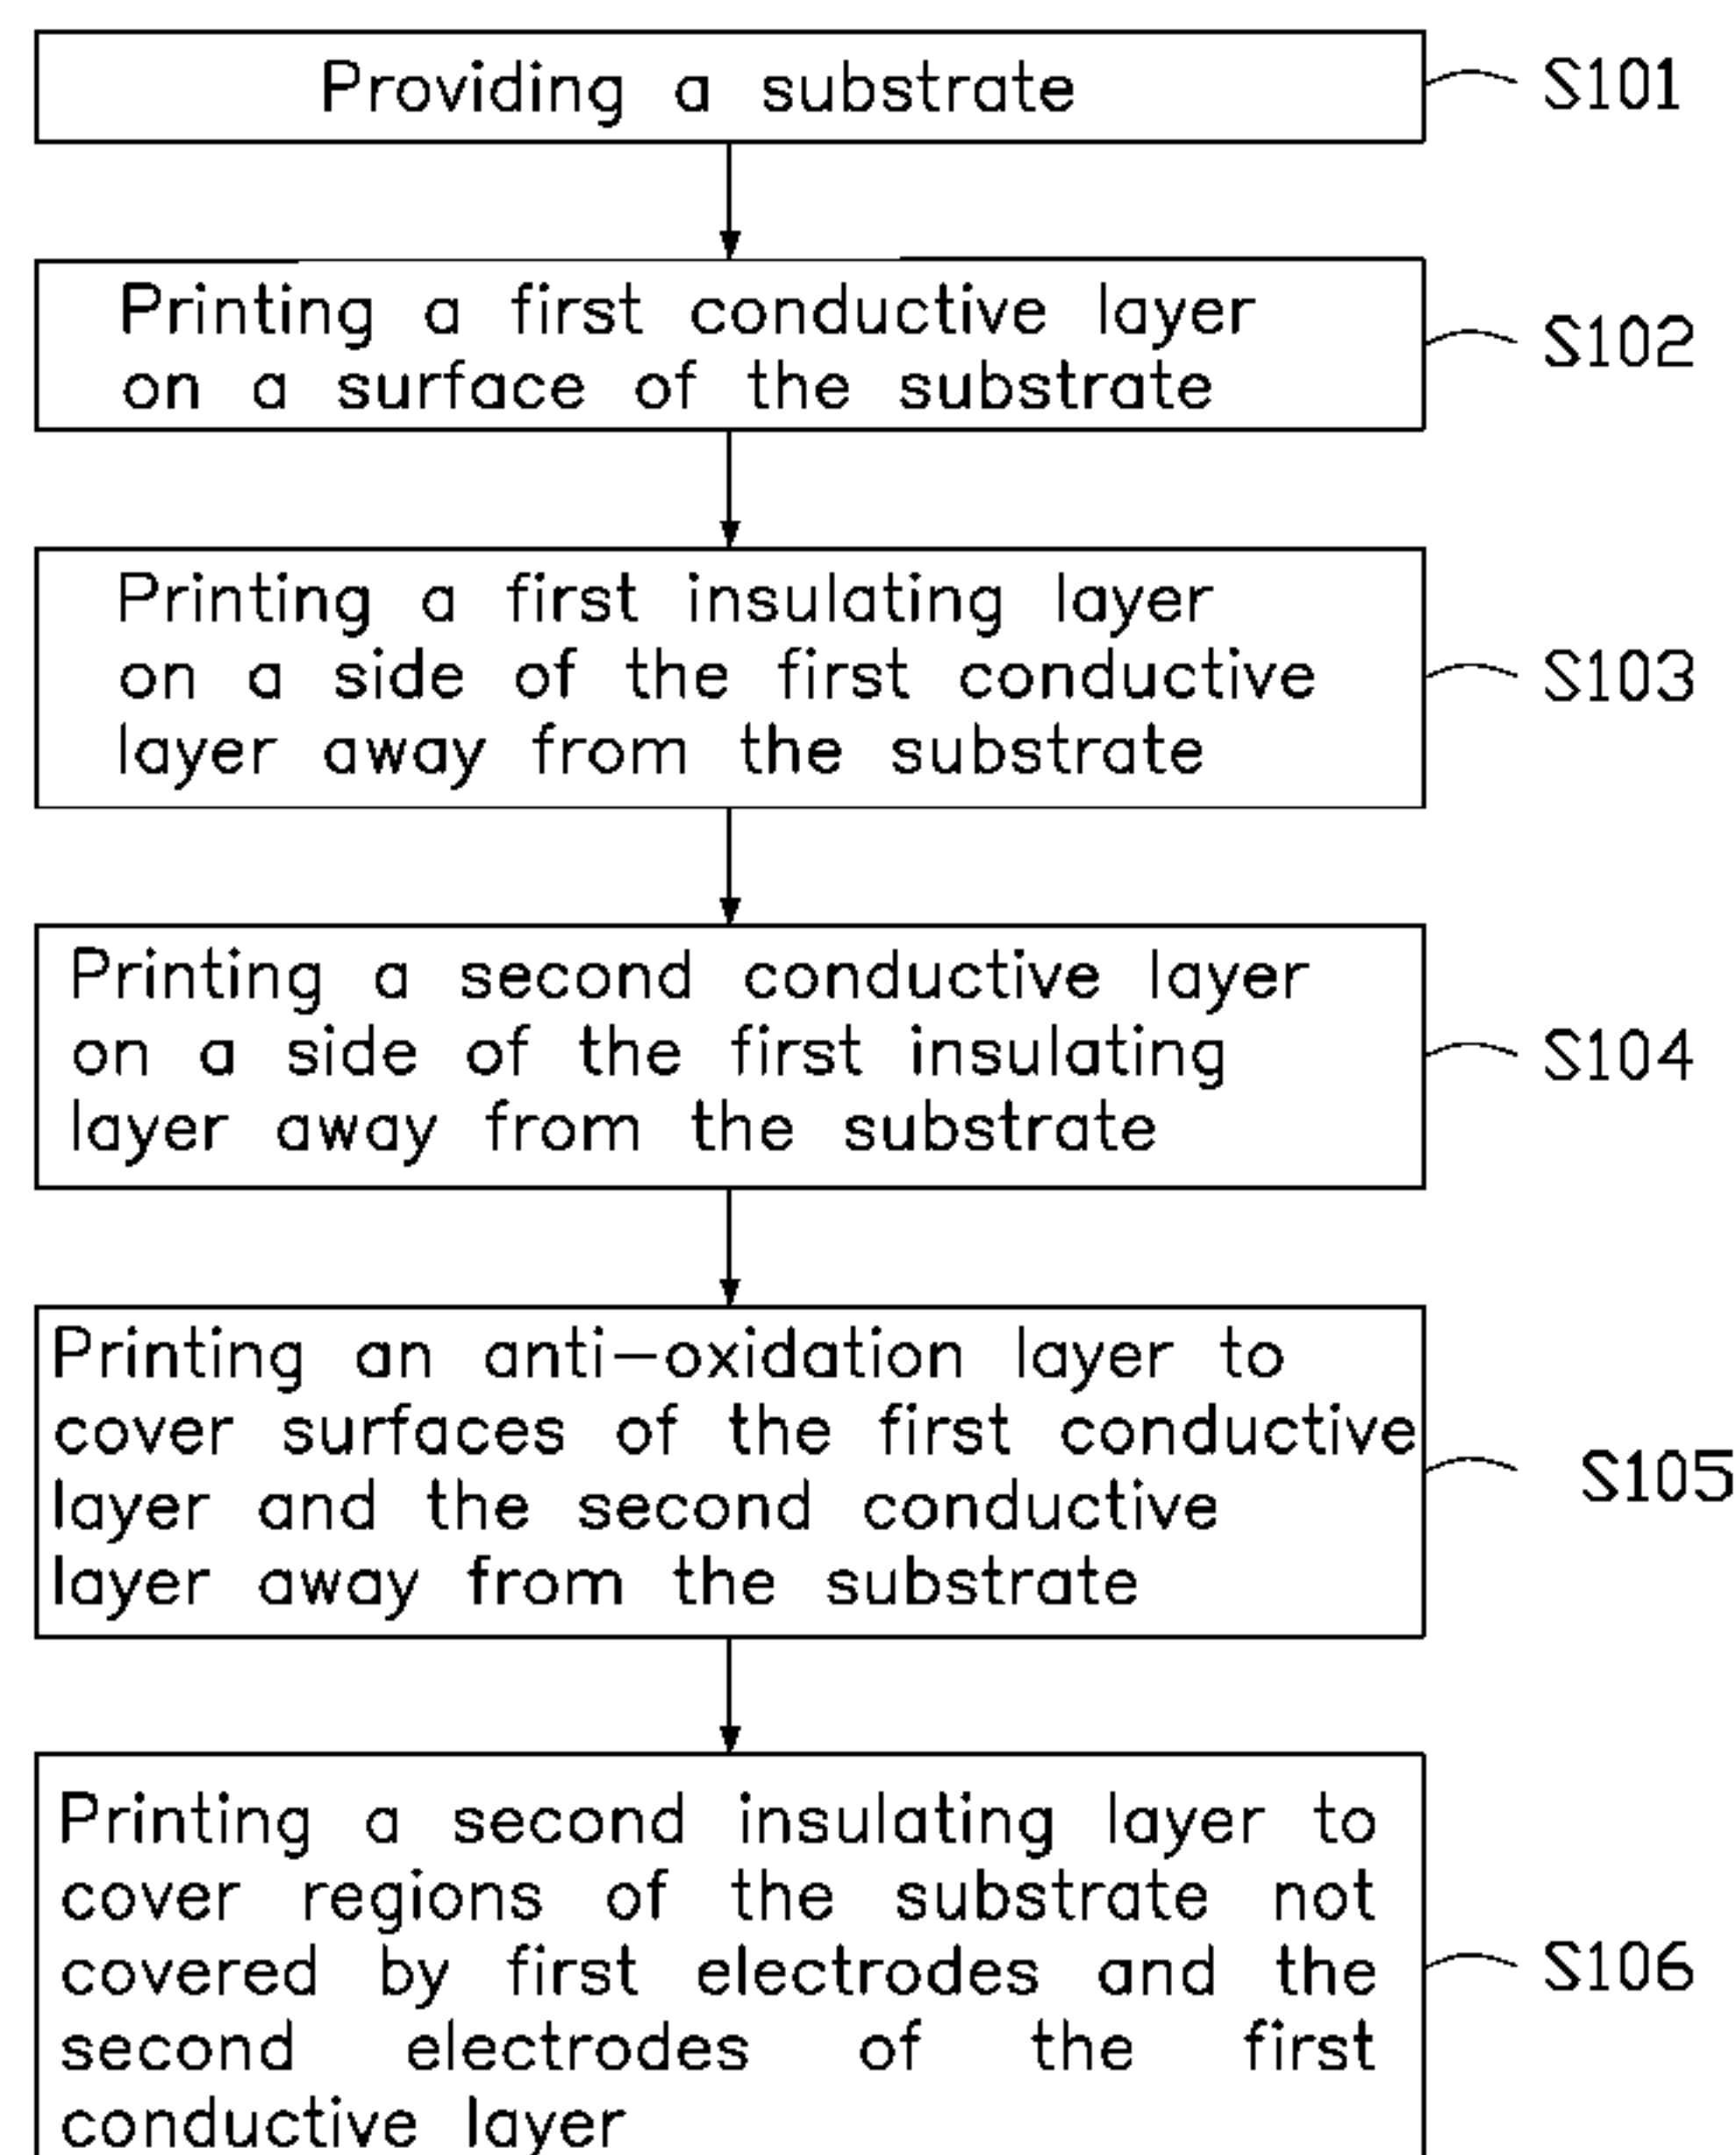 Providing a substrate
S101
Printing a first conductive layer
on a surface of the substrate
S102
Printing a first insulating layer
on a side of the first conductive
layer away from the substrate
S103
Printing a second conductive layer
on a side of the first insulating
layer away from the substrate
S104
Printing an anti-oxidation layer to
cover surfaces of the first conductive
layer and the second conductive
layer away from the substrate
S105
Printing a second insulating layer to
cover regions of the substrate not
covered by first electrodes and the
second electrodes of the first
conductive layer
S106